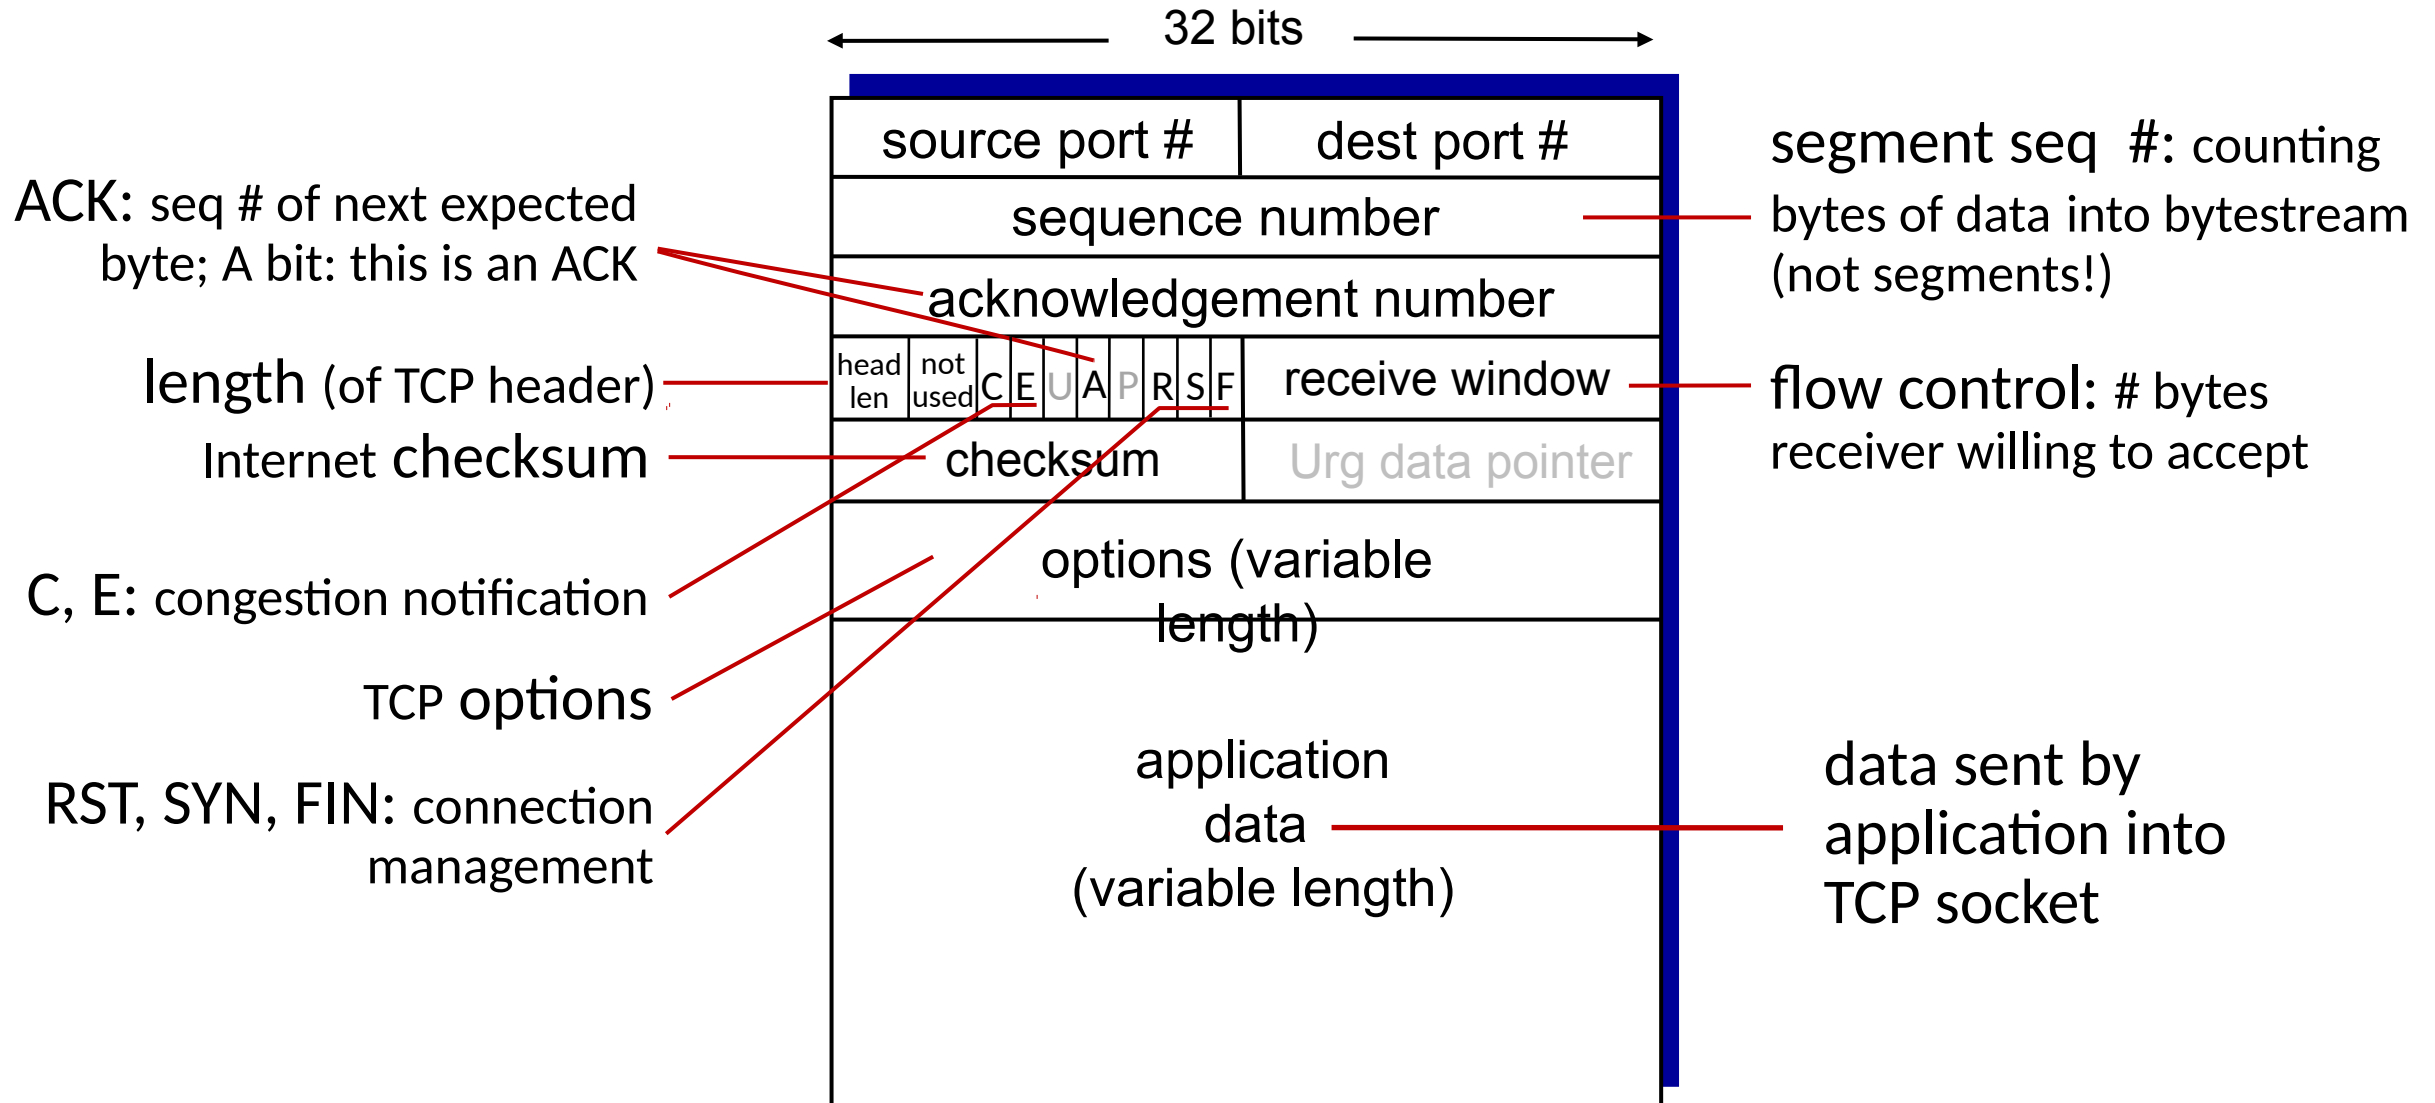 32 bits
source port #
dest port #
sequence number
acknowledgement number
head
len
not
used
C
E
U
A
P
R
S
F
receive window
checksum
Urg data pointer
options (variable
length)
application
data
(variable length)
ACK: seq # of next expected
byte; A bit: this is an ACK
length (of TCP header)
Internet checksum
C, E: congestion notification
TCP options
RST, SYN, FIN: connection
management
segment seq #: counting
bytes of data into bytestream
(not segments!)
flow control: # bytes
receiver willing to accept
data sent by
application into
TCP socket